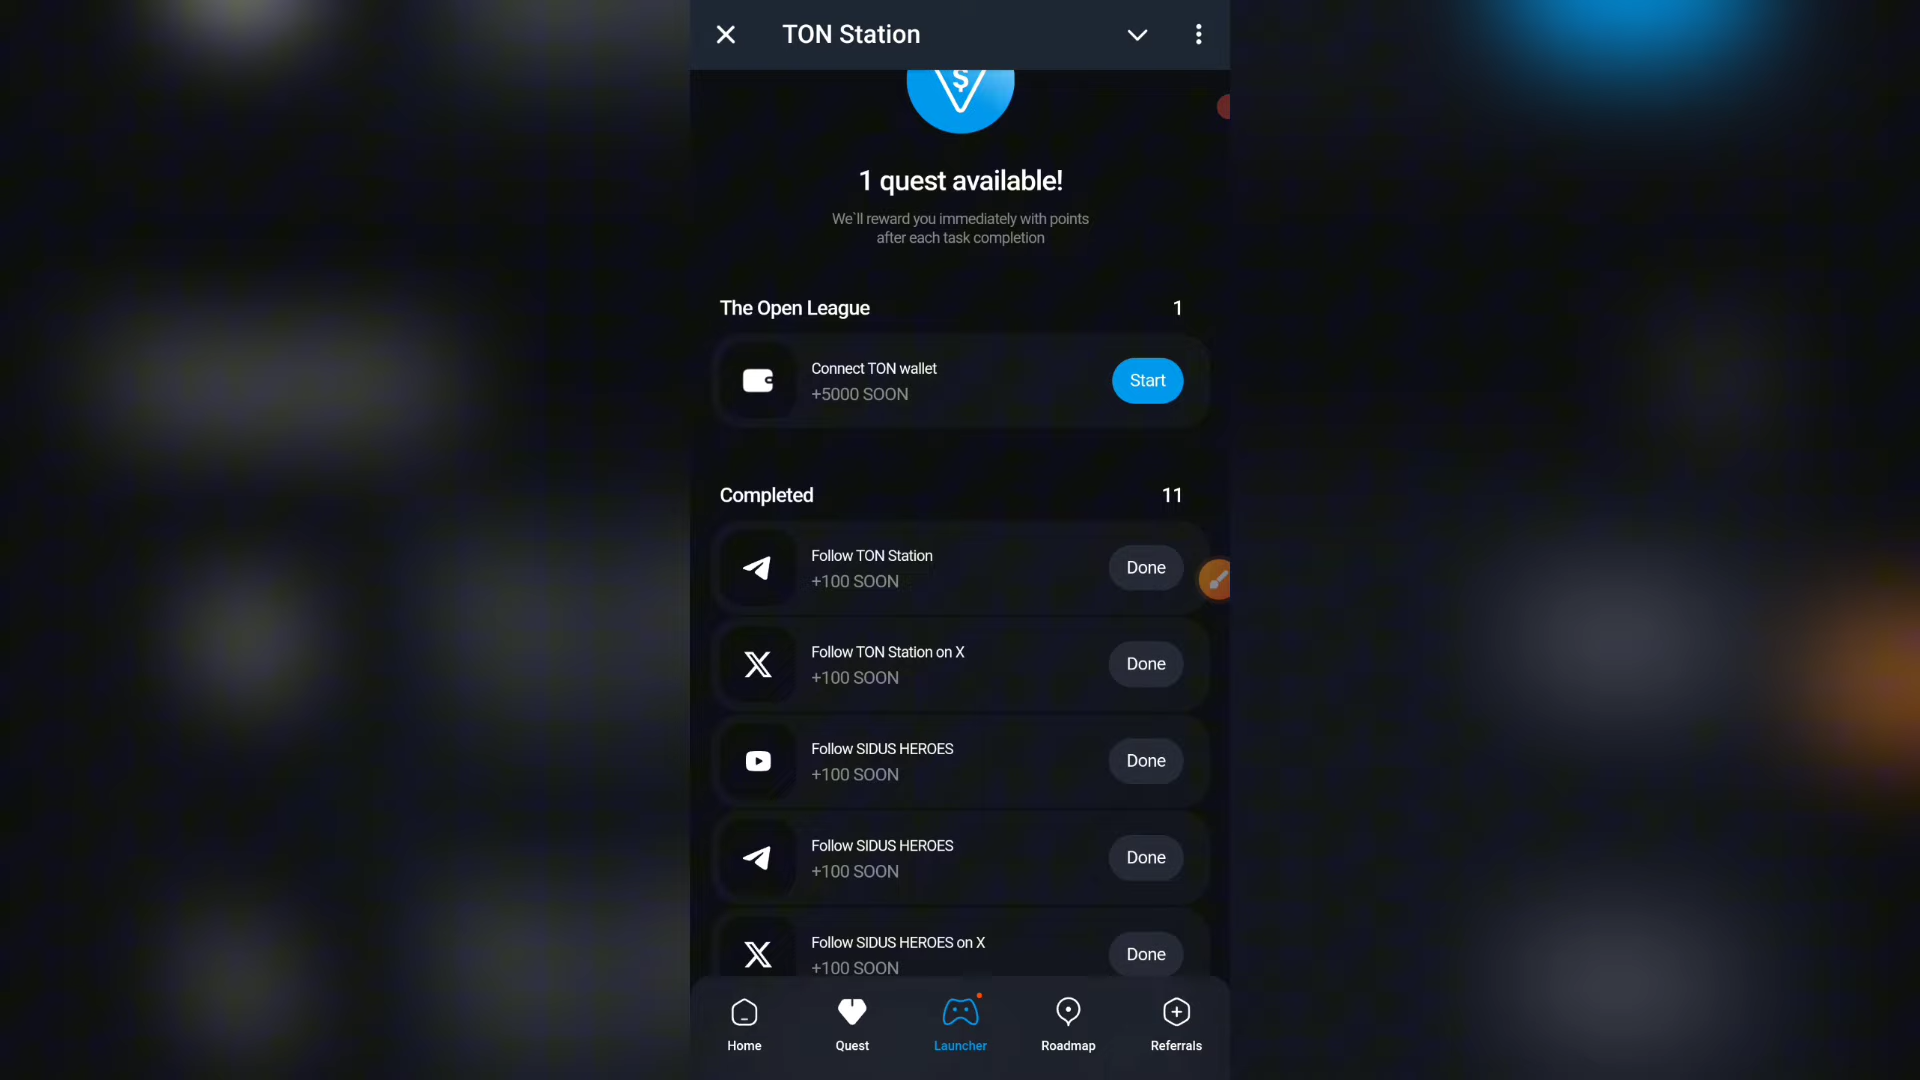 TON Station
$
1 quest available!
We`ll reward you immediately with points
after each task completion
The Open League 1
Connect TON wallet
+5000 SOON
Start
Completed 11
Follow TON Station
+100 SOON
Done
Follow TON Station on X
+100 SOON
Done
Follow SIDUS HEROES
+100 SOON
Done
Follow SIDUS HEROES
+100 SOON
Done
Follow SIDUS HEROES on X
+100 SOON
Done
Home Quest Launcher Roadmap Referrals